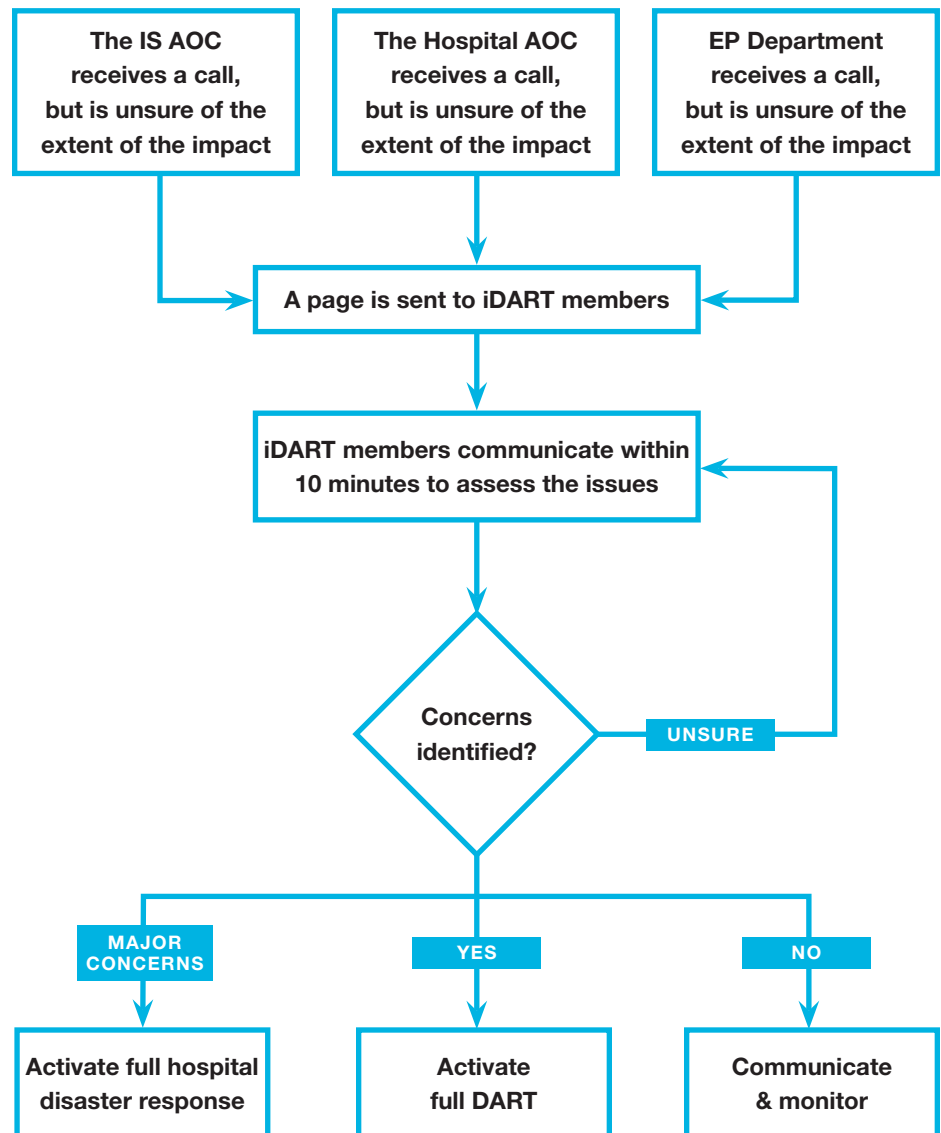 The IS AOC
receives a call,
but is unsure of the
extent of the impact
The Hospital AOC
receives a call,
but is unsure of the
extent of the impact
EP Department
receives a call,
but is unsure of the
extent of the impact
A page is sent to iDART members
iDART members communicate within
10 minutes to assess the issues
Concerns
identified?
UNSURE
MAJOR
CONCERNS
YES
NO
Activate full hospital
disaster response
Activate
full DART
Communicate
& monitor